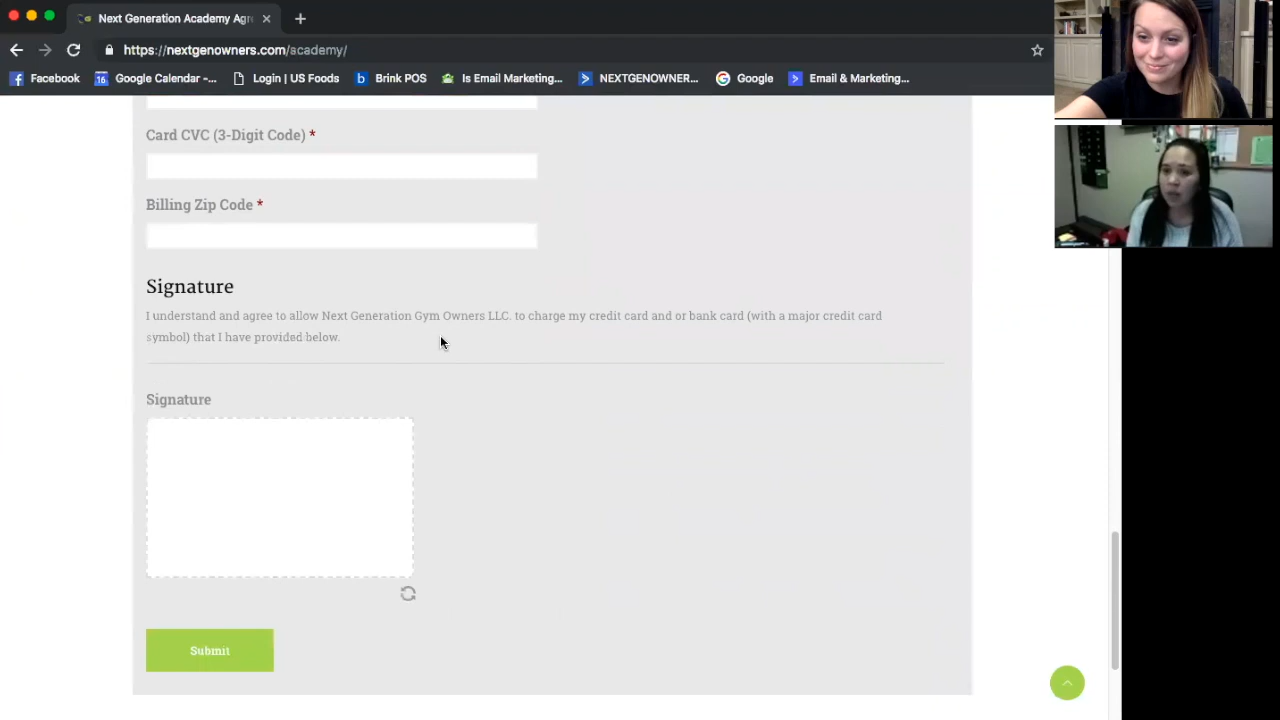 Next Generation Academy Agr
https://nextgenowners.com/academy/
Facebook
16 Google Calendar -...
Login | US Foods
b Brink POS
Is Email Marketing...
NEXTGENOWNER...
Google
Email & Marketing...
Card CVC (3-Digit Code) *
Billing Zip Code *
Signature
I understand and agree to allow Next Generation Gym Owners LLC. to charge my credit card and or bank card (with a major credit card
symbol) that I have provided below.
Signature
Submit